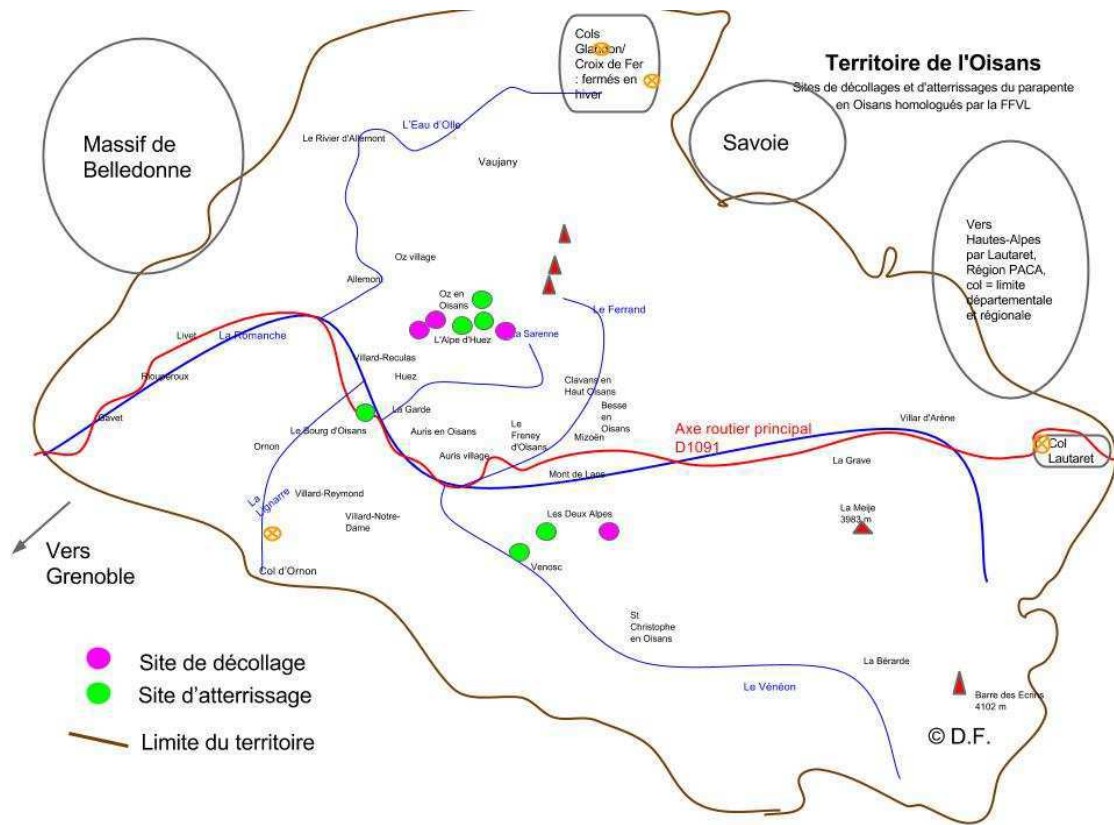 Territoire de l'Oisans
Sites de décollages et d'atterrissages du parapente
en Oisans homologués par la FFVL
Cols
Glandon/
Croix de Fer
: fermés en
hiver
Massif de
Belledonne
Savoie
L'Eau d'Olle
Le Rivier d'Allemont
Vaujany
Vers
Hautes-Alpes
par Lautaret,
Région PACA,
col = limite
départementale
et régionale
Oz village
Allemont
Oz en
Oisans
Le Ferrand
Livet
La Romanche
La Sarenne
L'Alpe d'Huez
Villard-Reculas
Huez
Rioupéroux
Clavans en
Haut Oisans
Besse
en
Oisans
La Garde
Gavet
Le Bourg d'Oisans
Auris en Oisans
Le
Freney
d'Oisans
Mizoën
Axe routier principal
D1091
Villar d'Arène
Col
Lautaret
Ornon
Auris village
Mont de Lans
La Grave
La
Lignarre
Villard-Reymond
Villard-Notre-
Dame
Les Deux Alpes
La Meije
3983 m
Vers
Grenoble
Col d'Ornon
Venosc
St
Christophe
en Oisans
La Bérarde
Le Vénéon
Barre des Ecrins
4102 m
Site de décollage
Site d'atterrissage
Limite du territoire
© D.F.